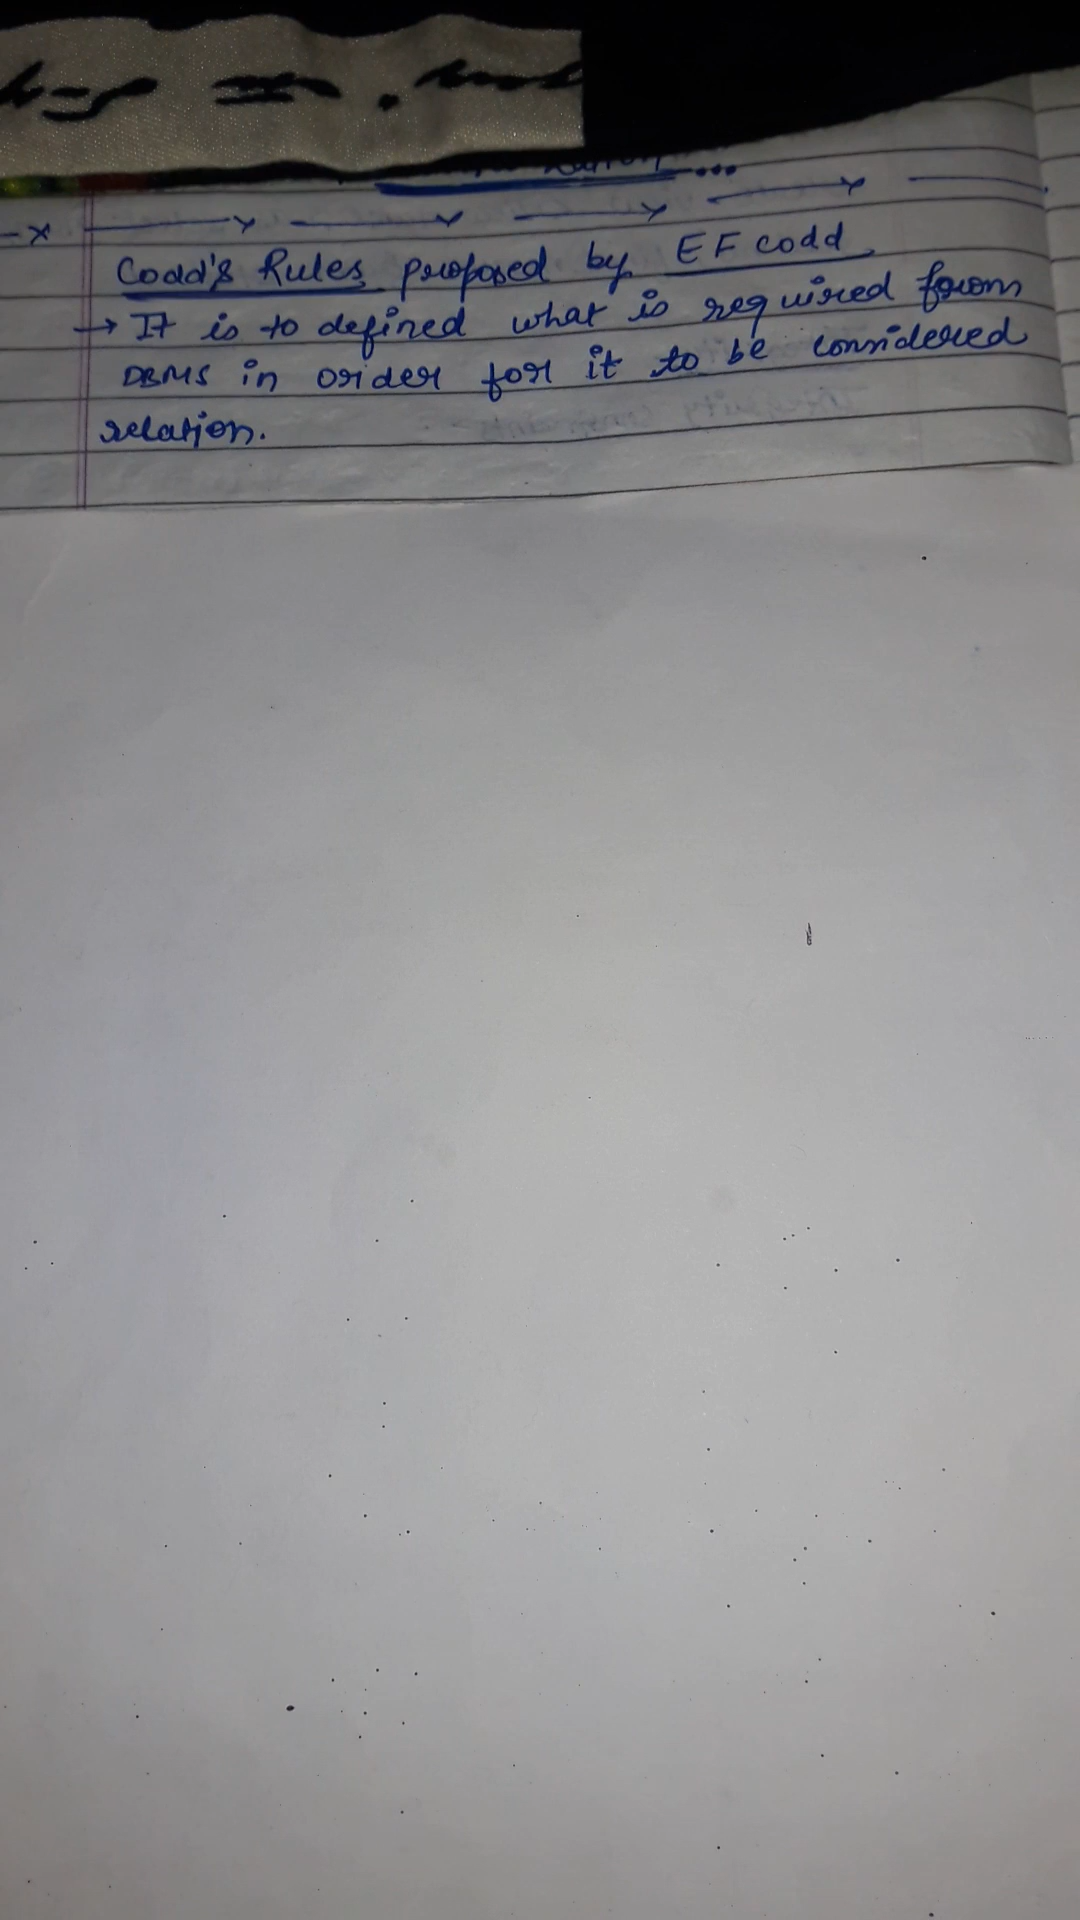 Codd's Rules proposed by EF codd
→ It is to defined what is required from
DBMS in order for it to be considered
relation.